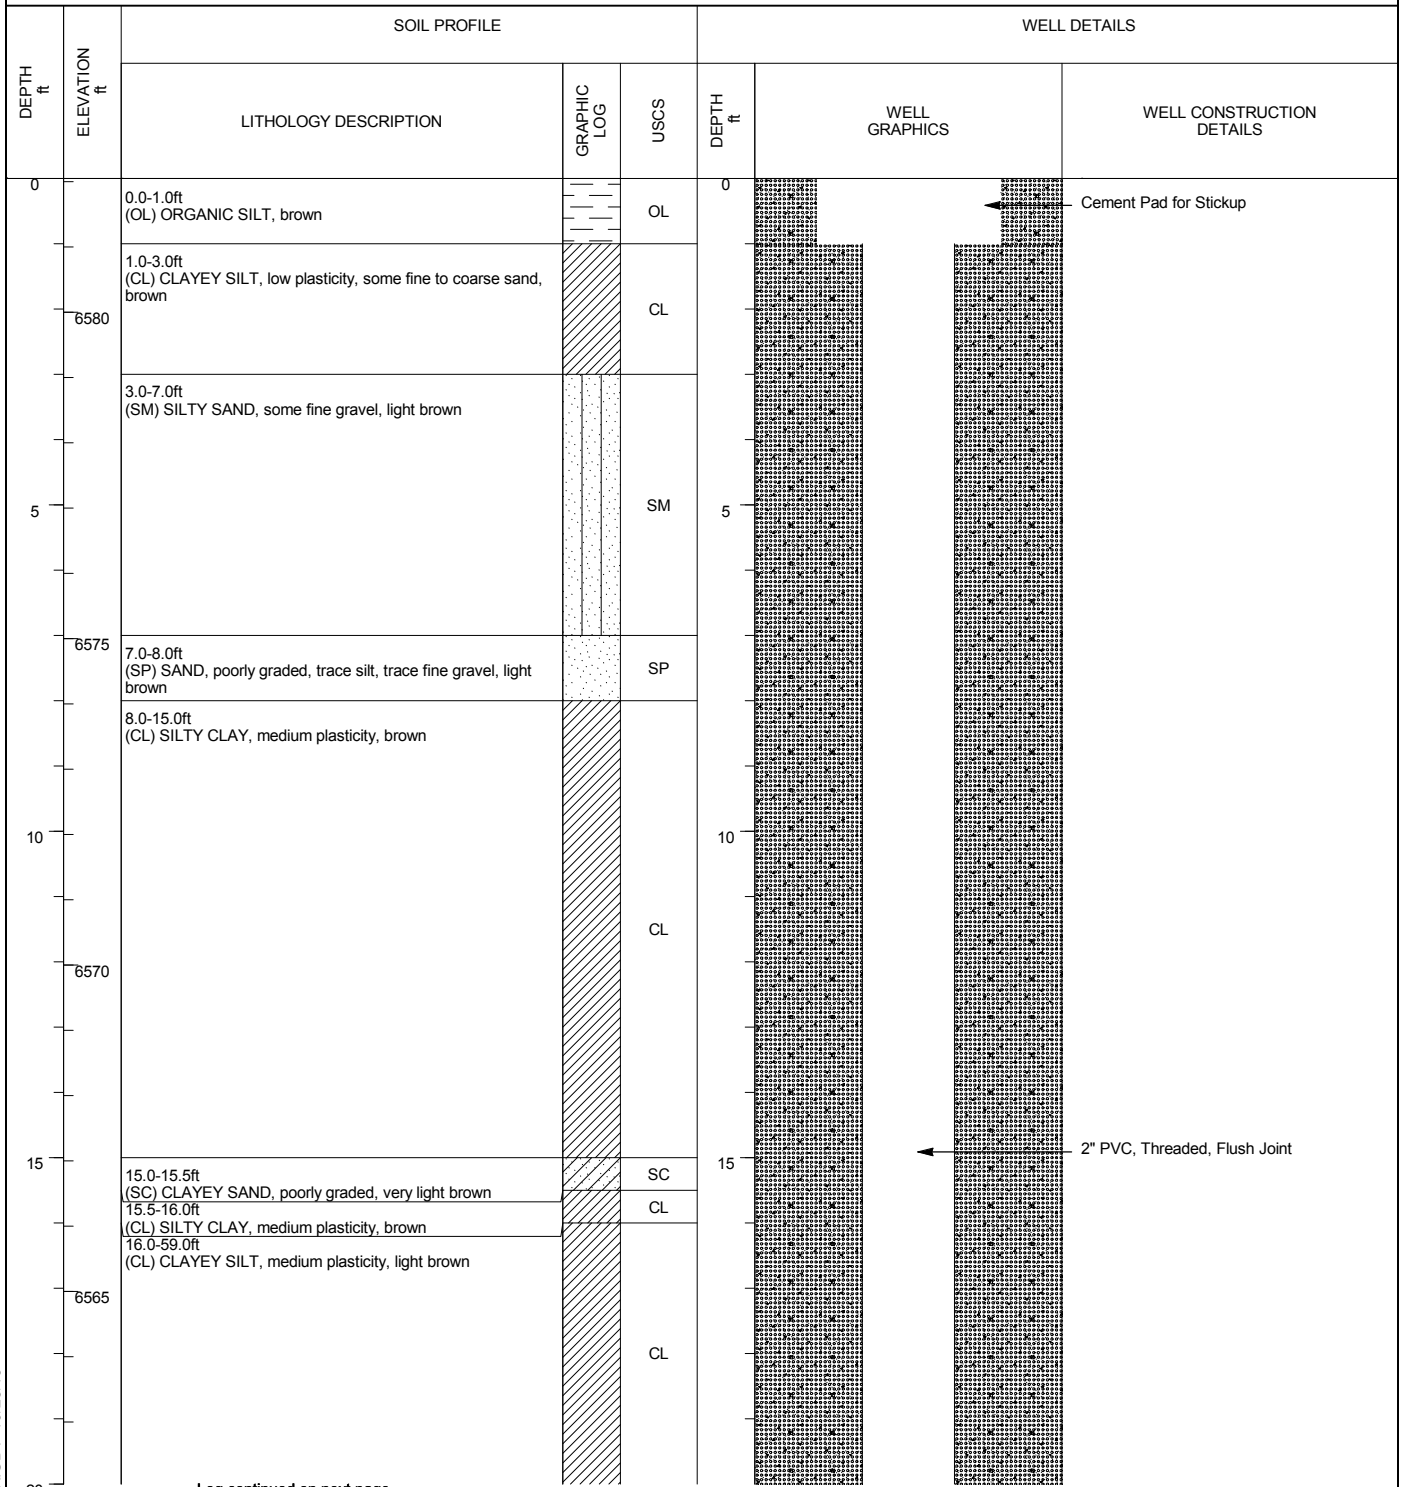 SOIL PROFILE
WELL DETAILS
DEPTH
ft
ELEVATION
ft
LITHOLOGY DESCRIPTION
GRAPHIC
LOG
USCS
DEPTH
ft
WELL
GRAPHICS
WELL CONSTRUCTION
DETAILS
0
0.0-1.0ft
(OL) ORGANIC SILT, brown
OL
0
Cement Pad for Stickup
1.0-3.0ft
(CL) CLAYEY SILT, low plasticity, some fine to coarse sand,
brown
CL
6580
3.0-7.0ft
(SM) SILTY SAND, some fine gravel, light brown
5
SM
5
6575
7.0-8.0ft
(SP) SAND, poorly graded, trace silt, trace fine gravel, light
brown
SP
8.0-15.0ft
(CL) SILTY CLAY, medium plasticity, brown
10
10
CL
6570
2" PVC, Threaded, Flush Joint
15
15
15.0-15.5ft
(SC) CLAYEY SAND, poorly graded, very light brown
SC
15.5-16.0ft
(CL) SILTY CLAY, medium plasticity, brown
CL
16.0-59.0ft
(CL) CLAYEY SILT, medium plasticity, light brown
6565
CL
Log continued on next page